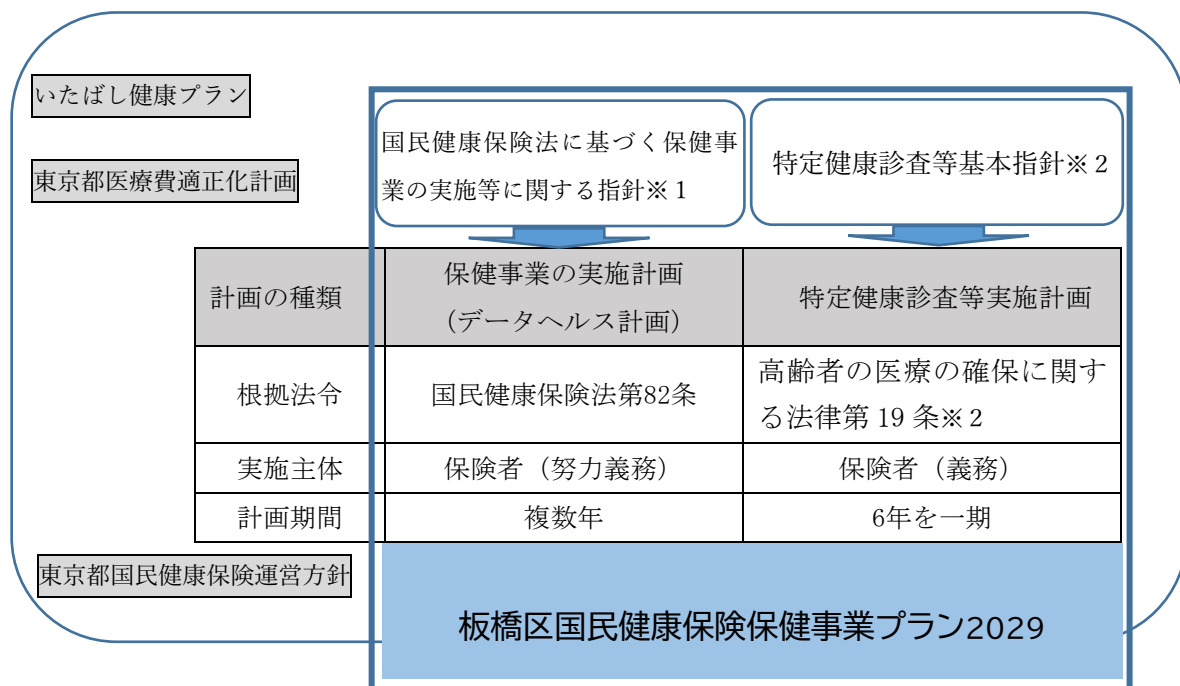 いたばし健康プラン
東京都医療費適正化計画
国民健康保険法に基づく保健事
業の実施等に関する指針※１
特定健康診査等基本指針※２
計画の種類
保健事業の実施計画
（データヘルス計画）
特定健康診査等実施計画
根拠法令
国民健康保険法第82条
高齢者の医療の確保に関す
る法律第 19 条※２
実施主体
保険者（努力義務）
保険者（義務）
計画期間
複数年
6年を一期
東京都国民健康保険運営方針
板橋区国民健康保険保健事業プラン2029